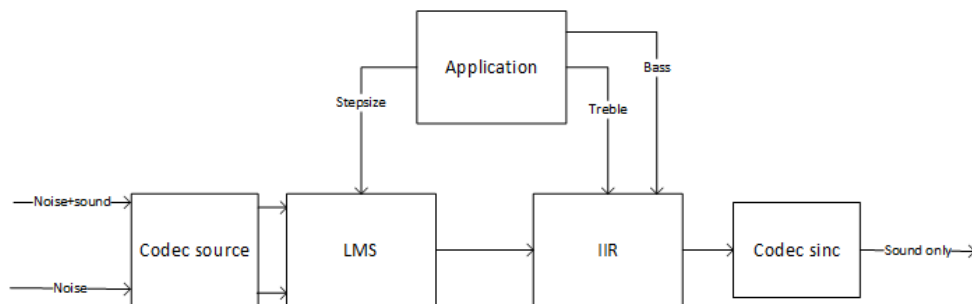 Application
Bass
Stepsize
Treble
Noise+sound
Codec source
LMS
IIR
Codec sinc
Sound only
Noise